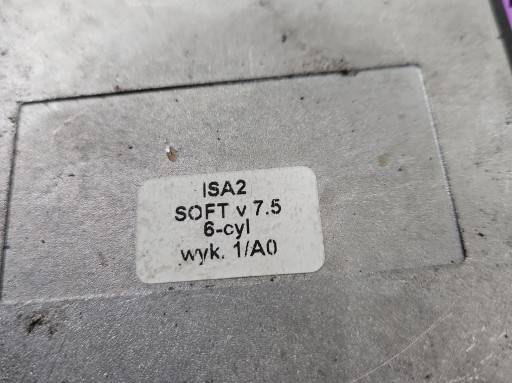 ISA2
SOFT v 7.5
6-cyl
wyk. 1/A0